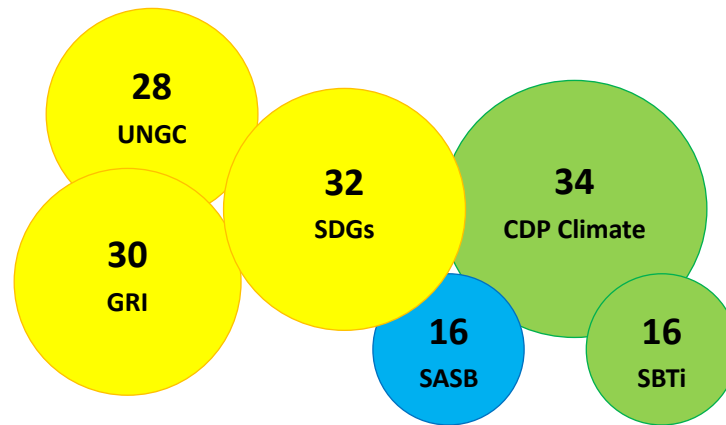 28
UNGC
30
GRI
32
SDGs
34
CDP Climate
16
SASB
16
SBTi